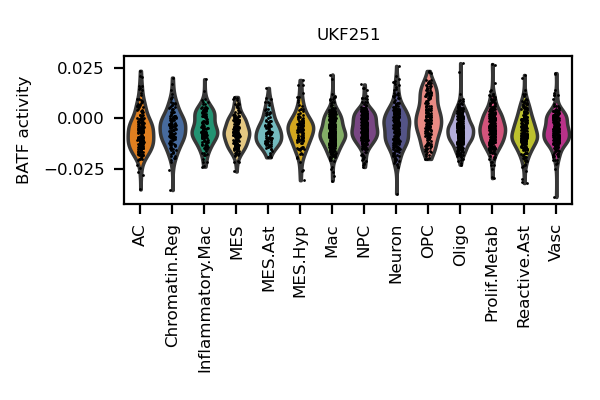 UKF251
BATF activity
0.025
0.000
−0.025
AC
Chromatin.Reg
Inflammatory.Mac
MES
MES.Ast
MES.Hyp
Mac
NPC
Neuron
OPC
Oligo
Prolif.Metab
Reactive.Ast
Vasc